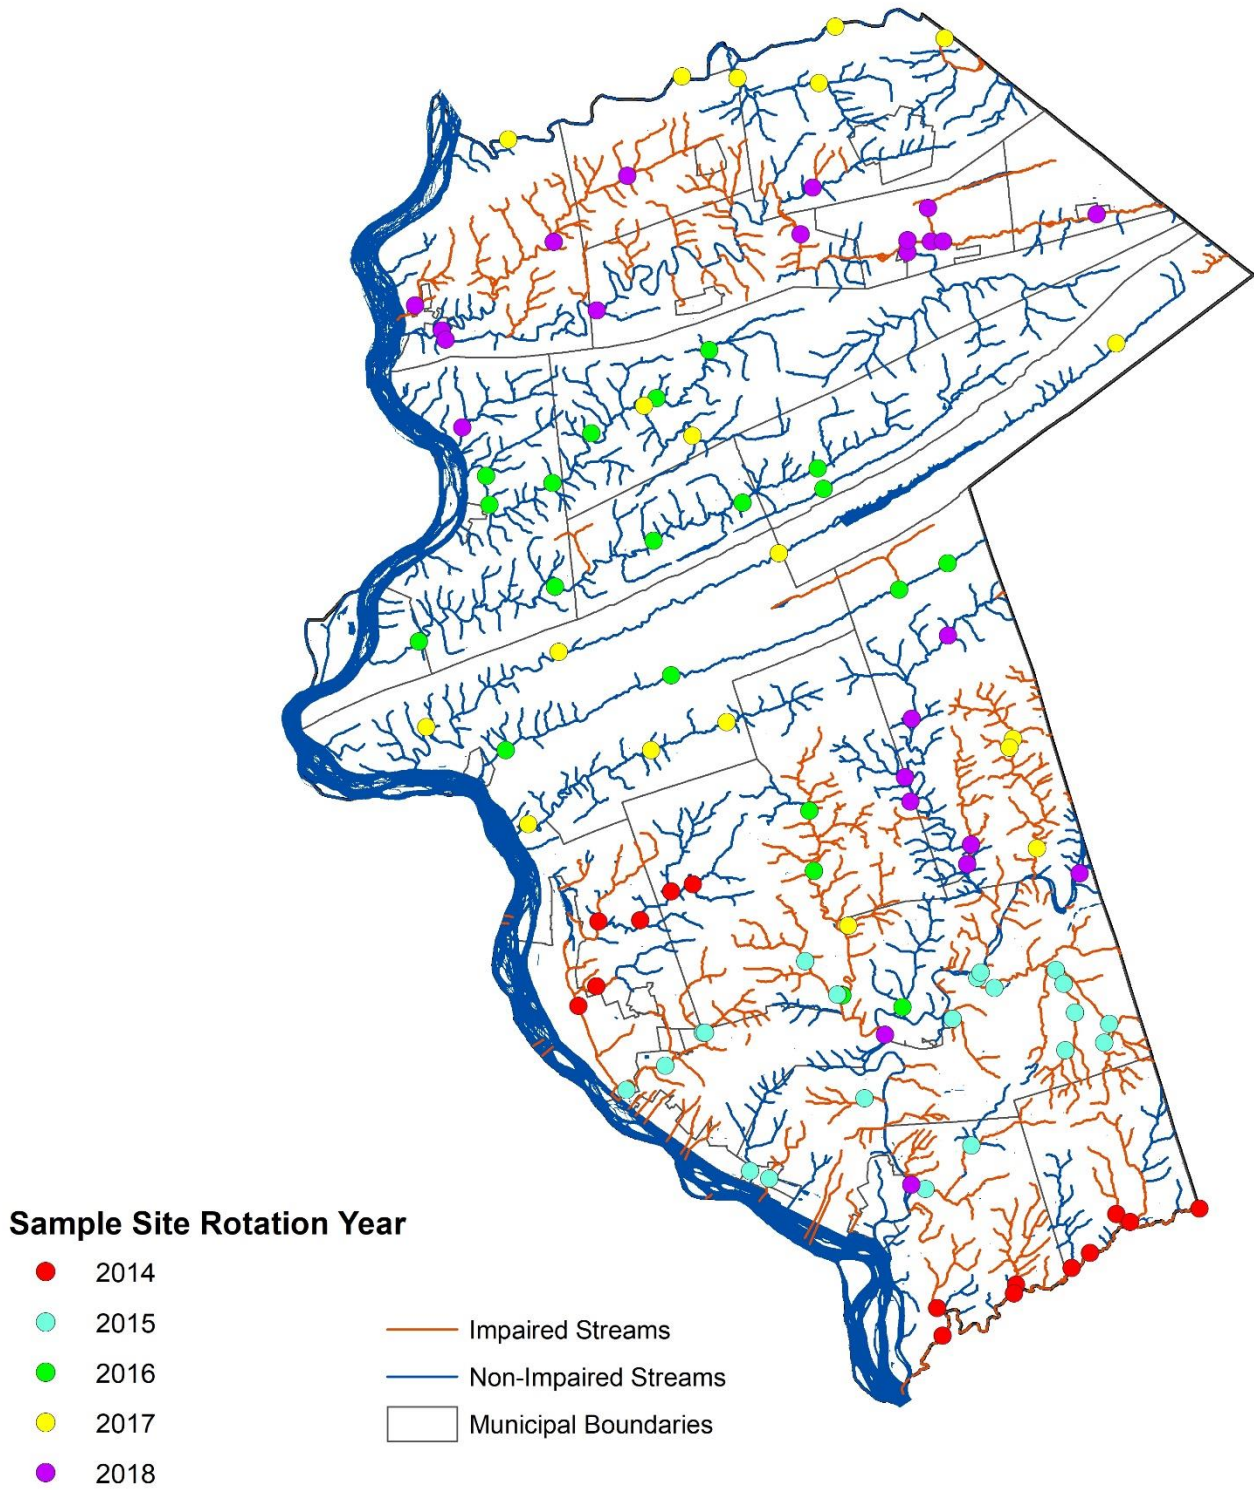 Sample Site Rotation Year
2014
2015
2016
2017
2018
Impaired Streams
Non-Impaired Streams
Municipal Boundaries